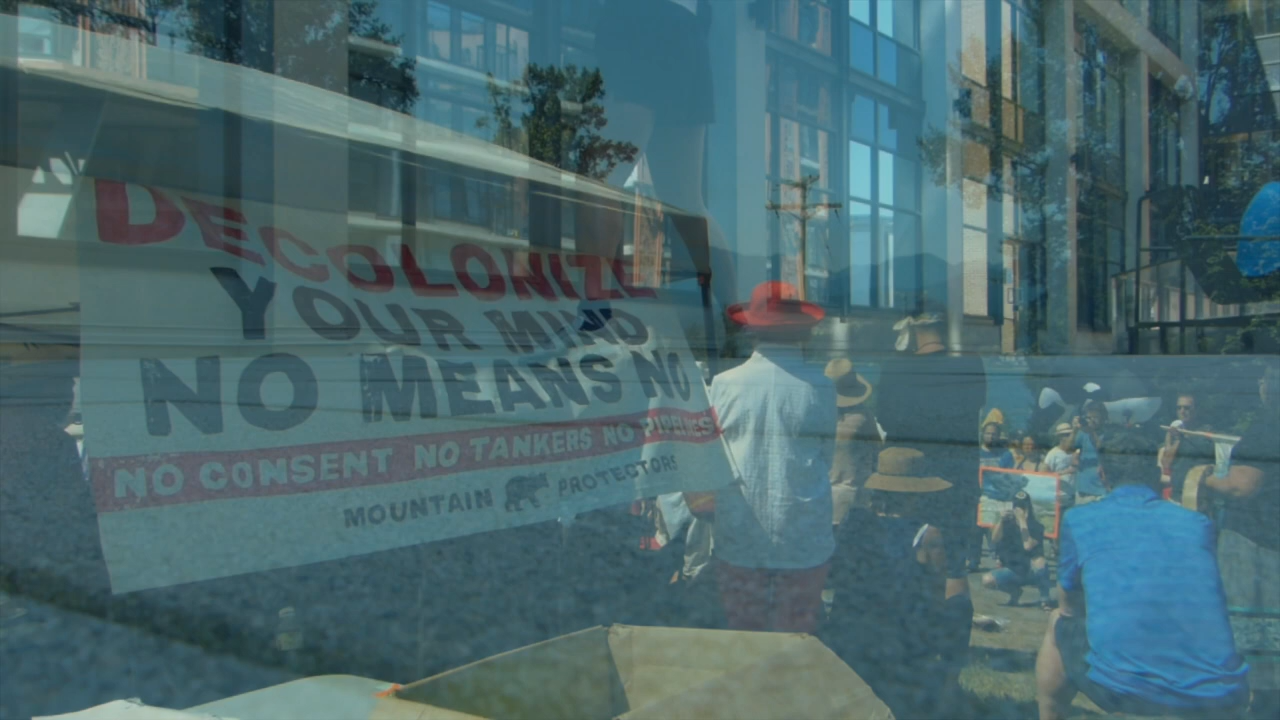 DECOLONIZE
YOUR MIND
NO MEANS NO
NO CONSENT NO TANKERS NO PIPELINES
MOUNTAIN PROTECTORS